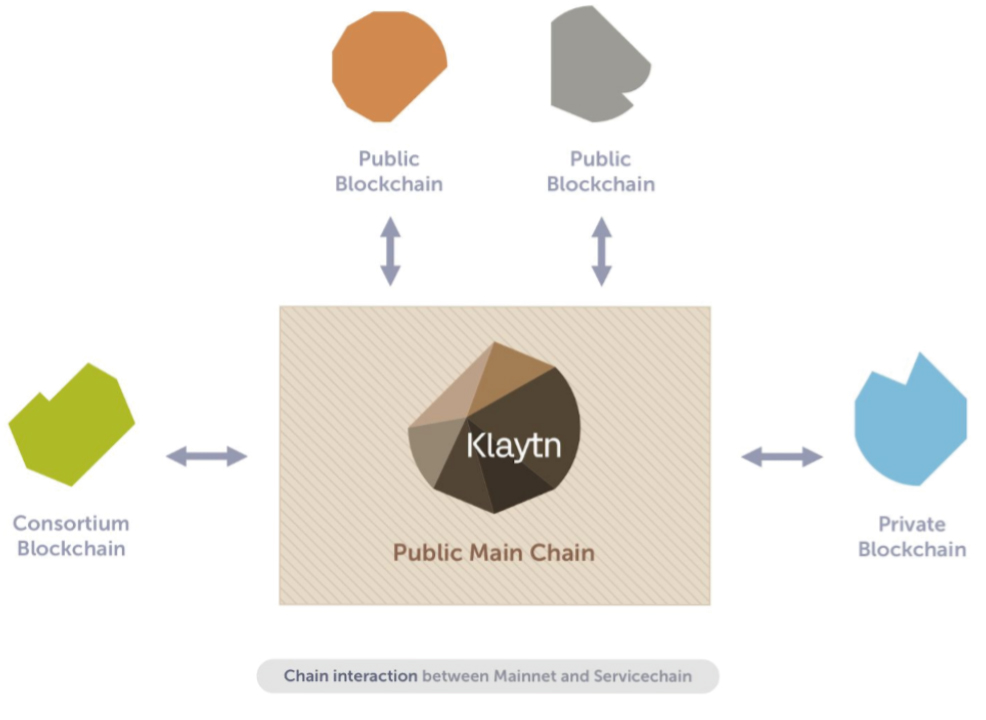 Public
Blockchain
Public
Blockchain
Klaytn
Public Main Chain
Consortium
Blockchain
Private
Blockchain
Chain interaction between Mainnet and Servicechain